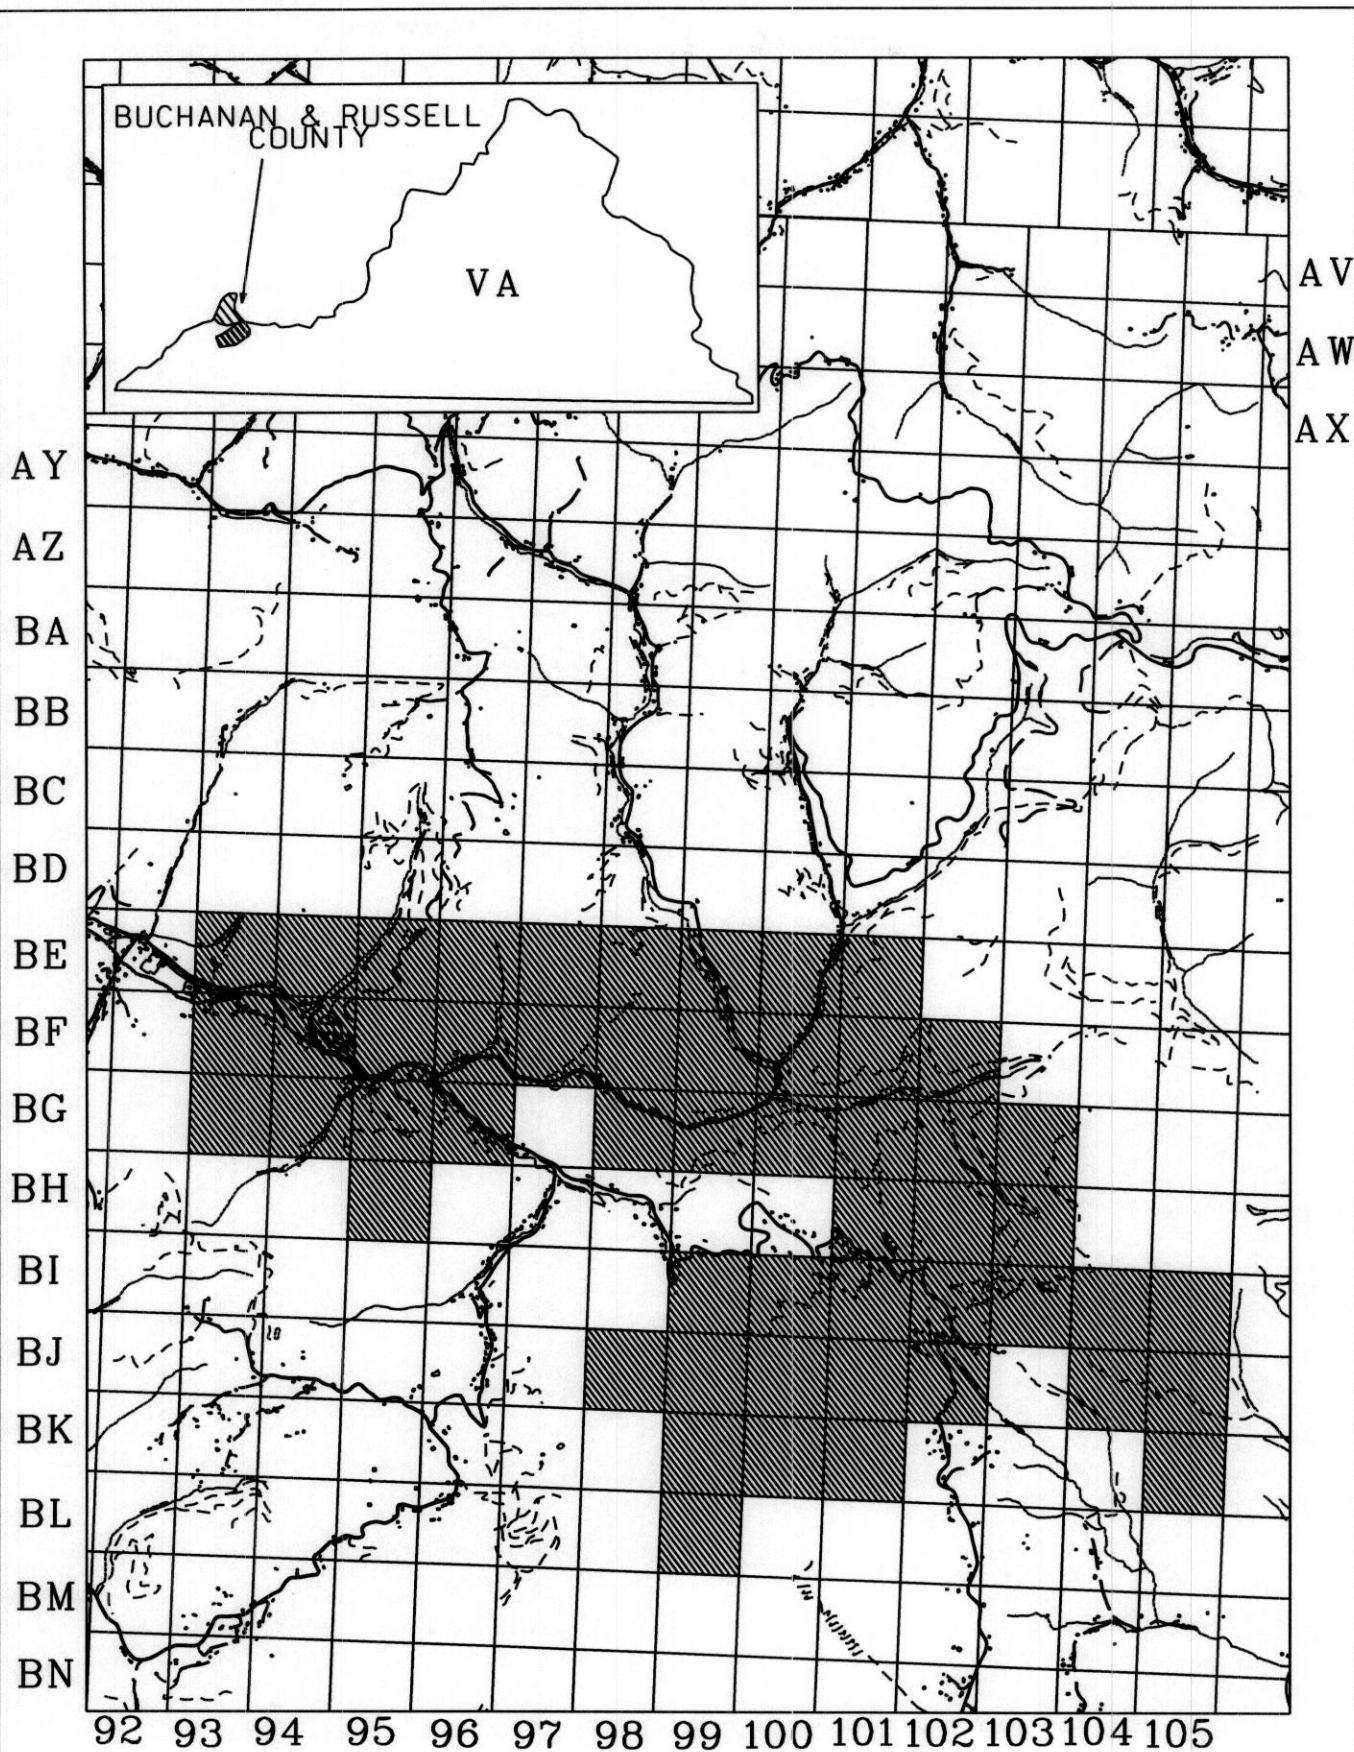 BUCHANAN & RUSSELL
COUNTY
VA
AV
AW
AX
AY
AZ
BA
BB
BC
BD
BE
BF
BG
BH
BI
BJ
BK
BL
BM
BN
92 93 94 95 96 97 98 99 100 101 102 103 104 105